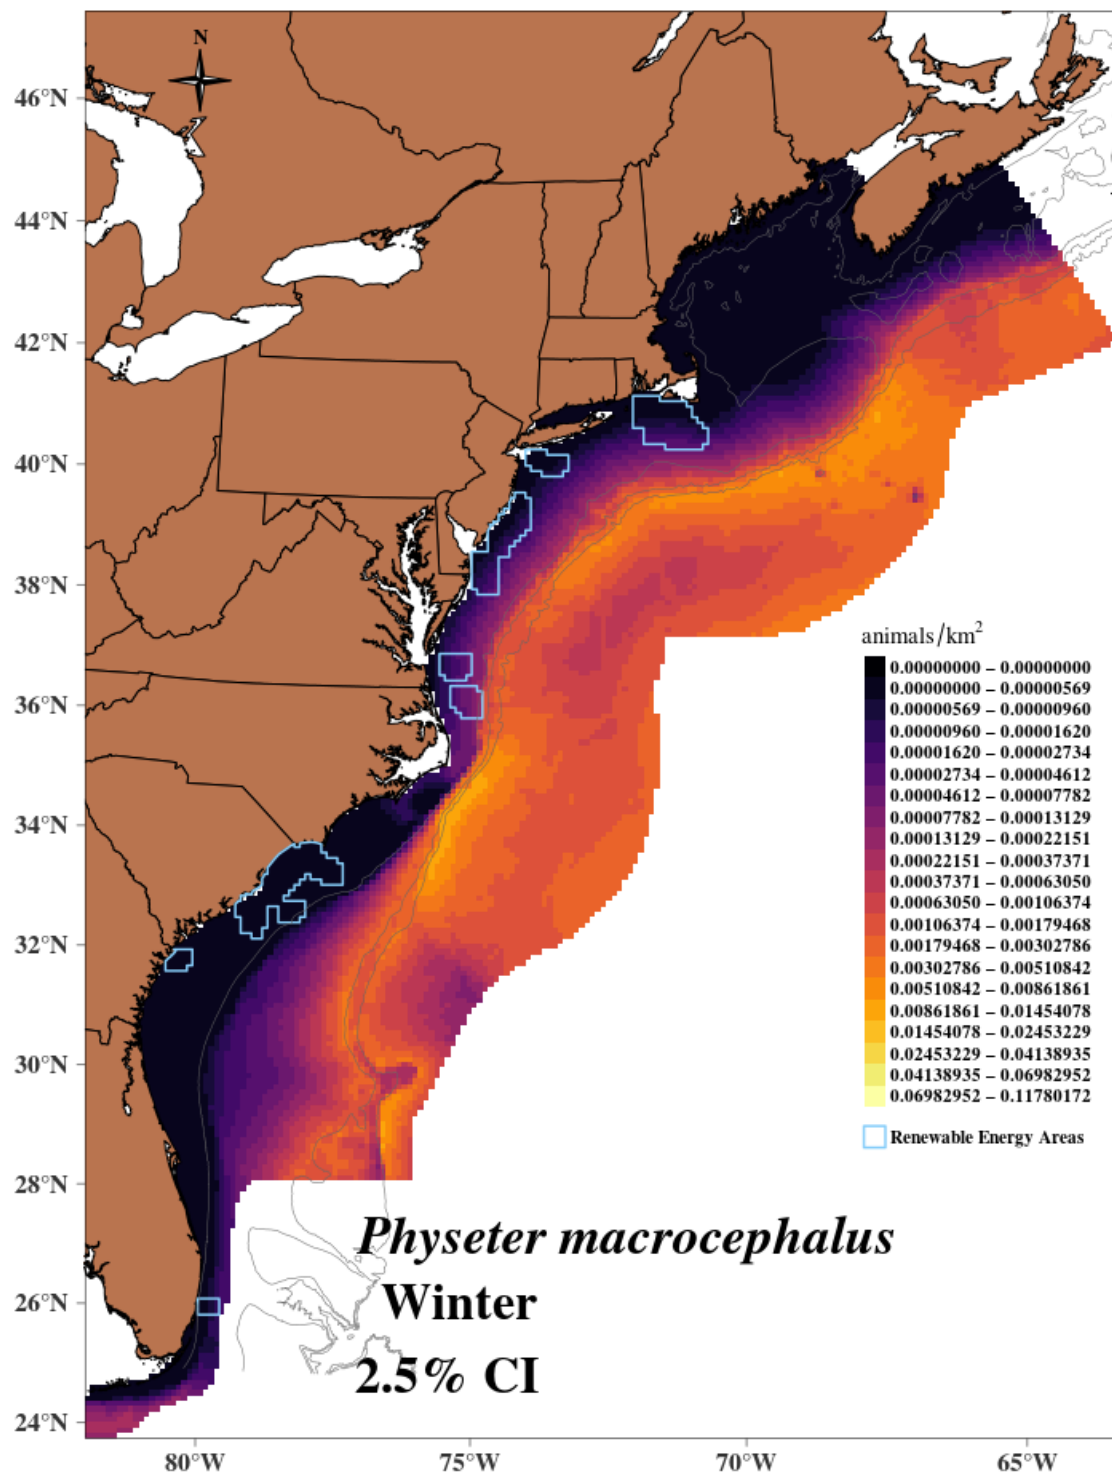 N
46°N
44°N
42°N
40°N
38°N
36°N
34°N
32°N
30°N
28°N
26°N
24°N
80°W
75°W
70°W
65°W
animals/km²
0.00000000 – 0.00000000
0.00000000 – 0.00000569
0.00000569 – 0.00000960
0.00000960 – 0.00001620
0.00001620 – 0.00002734
0.00002734 – 0.00004612
0.00004612 – 0.00007782
0.00007782 – 0.00013129
0.00013129 – 0.00022151
0.00022151 – 0.00037371
0.00037371 – 0.00063050
0.00063050 – 0.00106374
0.00106374 – 0.00179468
0.00179468 – 0.00302786
0.00302786 – 0.00510842
0.00510842 – 0.00861861
0.00861861 – 0.01454078
0.01454078 – 0.02453229
0.02453229 – 0.04138935
0.04138935 – 0.06982952
0.06982952 – 0.11780172
Renewable Energy Areas
Physeter macrocephalus
Winter
2.5% CI